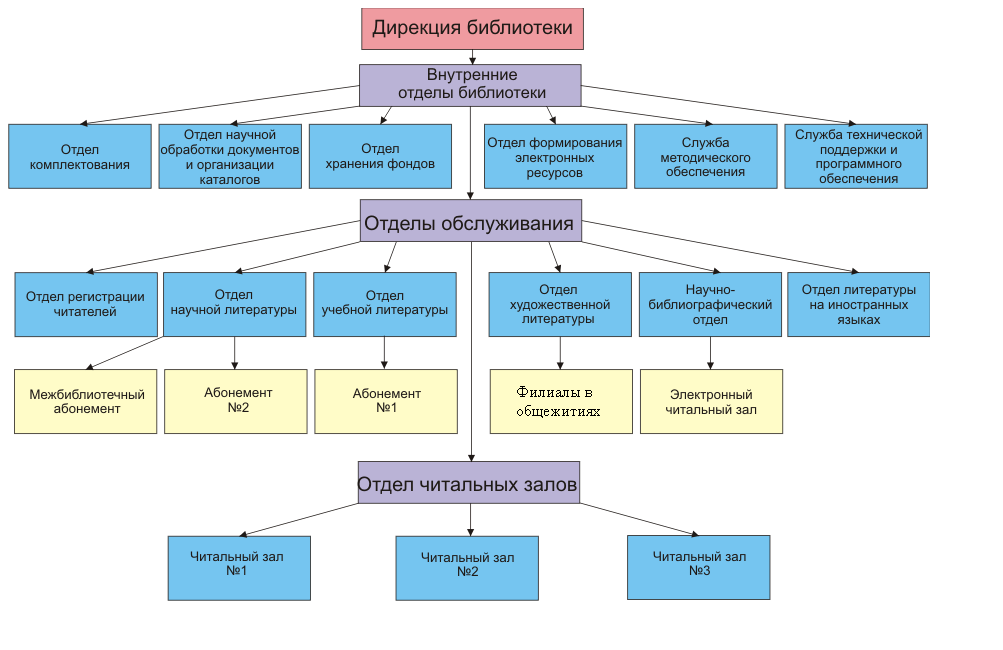 Дирекция библиотеки
Внутренние
отделы библиотеки
Отдел
комплектования
Отдел научной
обработки документов
и организации
каталогов
Отдел
хранения фондов
Отдел формирования
электронных
ресурсов
Служба
методического
обеспечения
Служба технической
поддержки и
программного
обеспечения
Отделы обслуживания
Отдел регистрации
читателей
Отдел
научной литературы
Отдел
учебной литературы
Отдел
художественной
литературы
Научно-
библиографический
отдел
Отдел литературы
на иностранных
языках
Межбиблиотечный
абонемент
Абонемент
№2
Абонемент
№1
Филиалы в
общежитиях
Электронный
читальный зал
Отдел читальных залов
Читальный зал
№1
Читальный зал
№2
Читальный зал
№3